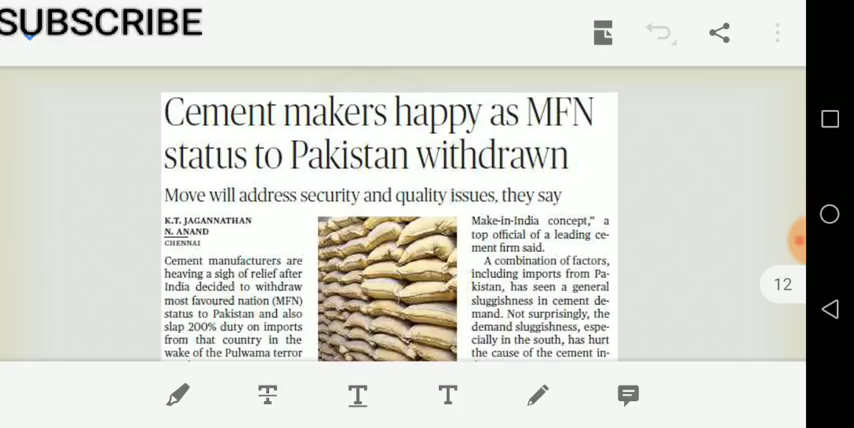 SUBSCRIBE
Cement makers happy as MFN
status to Pakistan withdrawn
Move will address security and quality issues, they say
K.T. JAGANNATHAN
N. ANAND
CHENNAI
Cement manufacturers are
heaving a sigh of relief after
India decided to withdraw
most favoured nation (MFN)
status to Pakistan and also
slap 200% duty on imports
from that country in the
wake of the Pulwama terror
Make-in-India concept,” a
top official of a leading ce-
ment firm said.
A combination of factors,
including imports from Pa-
kistan, has seen a general
sluggishness in cement de-
mand. Not surprisingly, the
demand sluggishness, espe-
cially in the south, has hurt
the cause of the cement in-
12